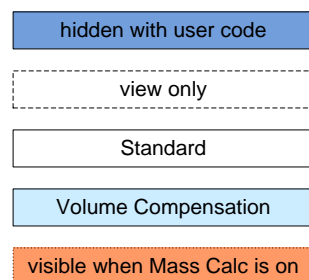 hidden with user code
view only
Standard
Volume Compensation
visible when Mass Calc is on